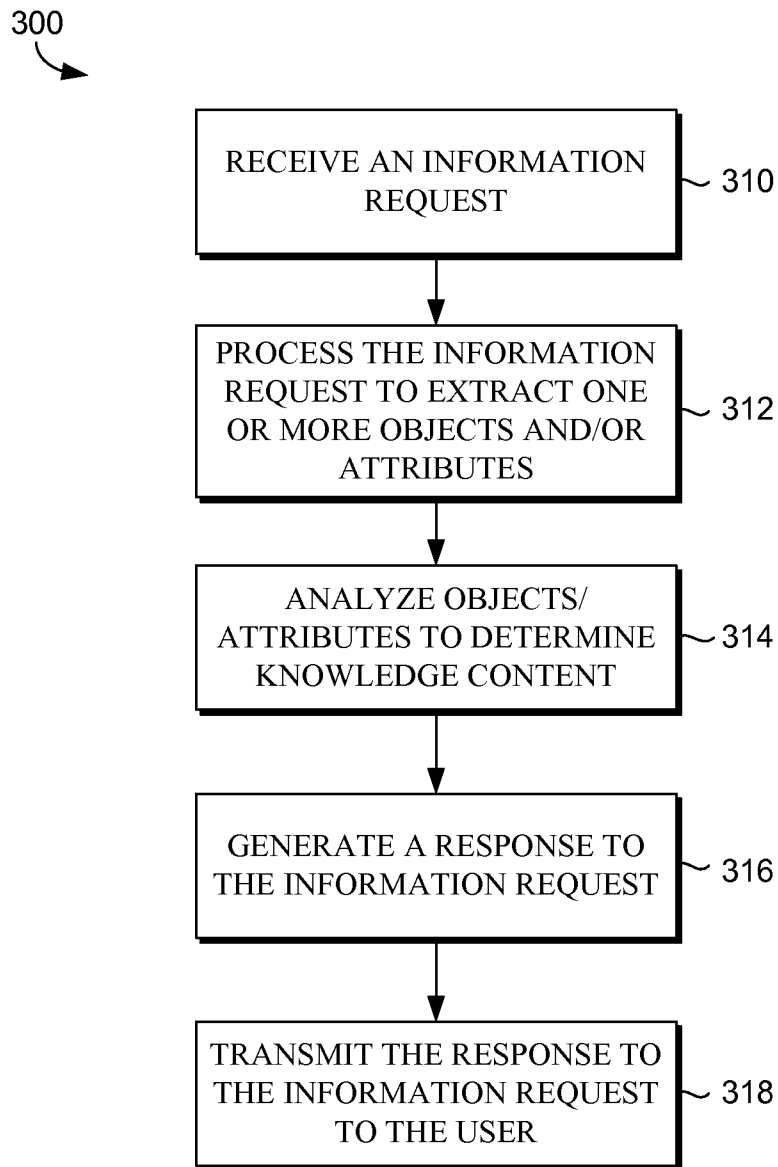 300
RECEIVE AN INFORMATION
REQUEST
310
PROCESS THE INFORMATION
REQUEST TO EXTRACT ONE
OR MORE OBJECTS AND/OR
ATTRIBUTES
312
ANALYZE OBJECTS/
ATTRIBUTES TO DETERMINE
KNOWLEDGE CONTENT
314
GENERATE A RESPONSE TO
THE INFORMATION REQUEST
316
TRANSMIT THE RESPONSE TO
THE INFORMATION REQUEST
TO THE USER
318